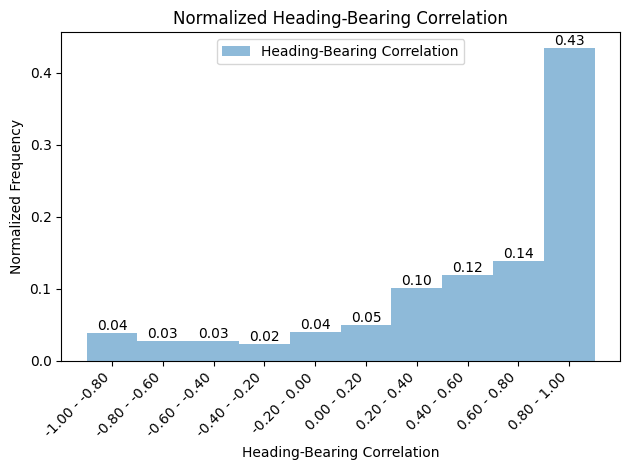 Normalized Heading-Bearing Correlation
Heading-Bearing Correlation
Normalized Frequency
0.4
0.3
0.2
0.1
0.0
0.04
0.03
0.03
0.02
0.04
0.05
0.10
0.12
0.14
0.43
-1.00 - -0.80
-0.80 - -0.60
-0.60 - -0.40
-0.40 - -0.20
-0.20 - 0.00
0.00 - 0.20
0.20 - 0.40
0.40 - 0.60
0.60 - 0.80
0.80 - 1.00
Heading-Bearing Correlation